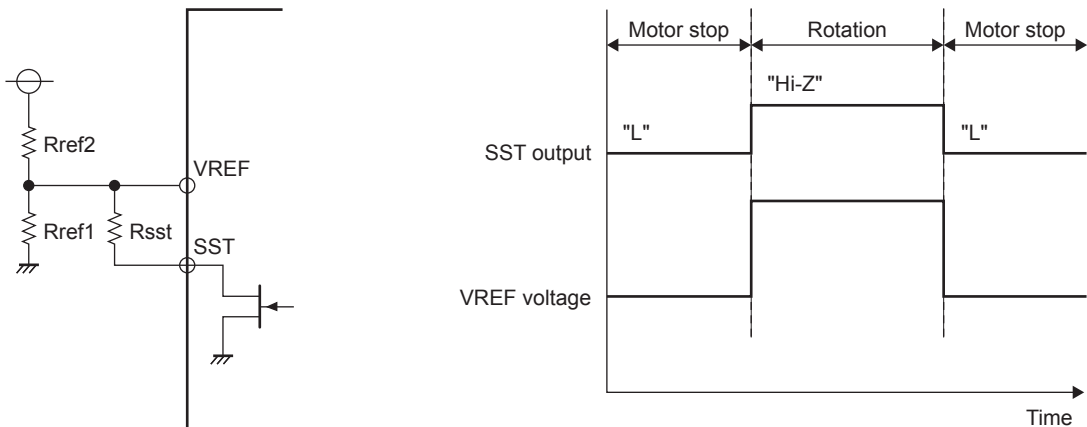 Rref2
VREF
Rref1
Rsst
SST
Motor stop
Rotation
Motor stop
"Hi-Z"
"L"
"L"
SST output
VREF voltage
Time